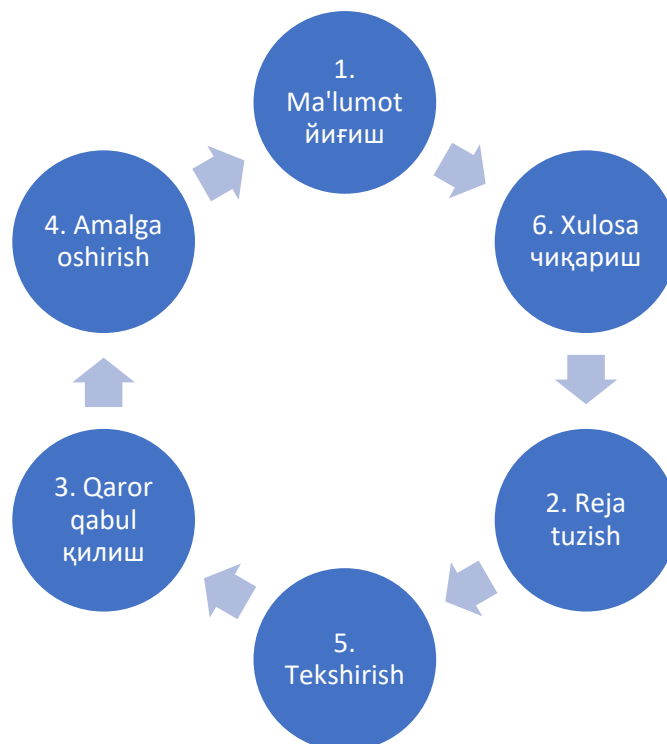 1.
Ma'lumot
йиғиш
6. Xulosa
чиқариш
2. Reja
tuzish
5.
Tekshirish
3. Qaror
qabul
қилиш
4. Amalga
oshirish